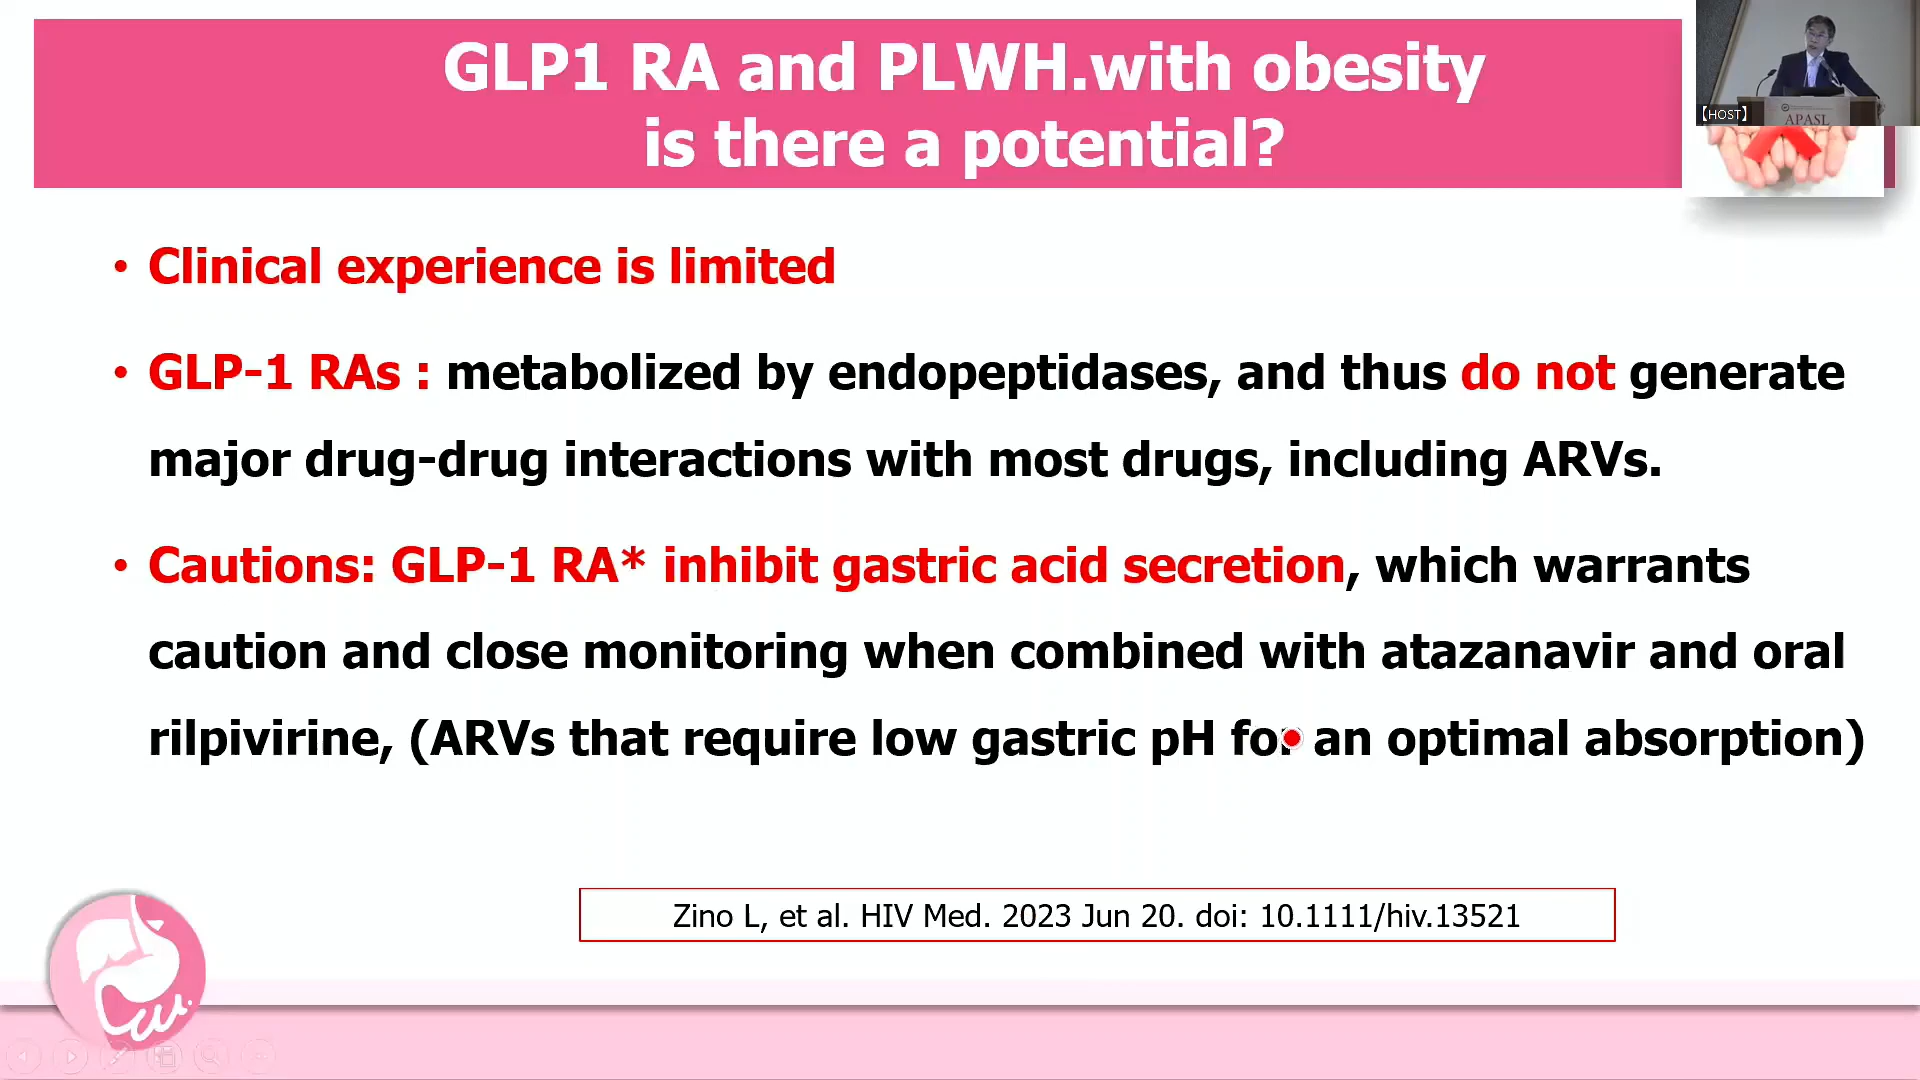 GLP1 RA and PLWH.with obesity
is there a potential?
【HOST】
APASL
• Clinical experience is limited
• GLP-1 RAs : metabolized by endopeptidases, and thus do not generate
major drug-drug interactions with most drugs, including ARVs.
• Cautions: GLP-1 RA* inhibit gastric acid secretion, which warrants
caution and close monitoring when combined with atazanavir and oral
rilpivirine, (ARVs that require low gastric pH for an optimal absorption)
Zino L, et al. HIV Med. 2023 Jun 20. doi: 10.1111/hiv.13521